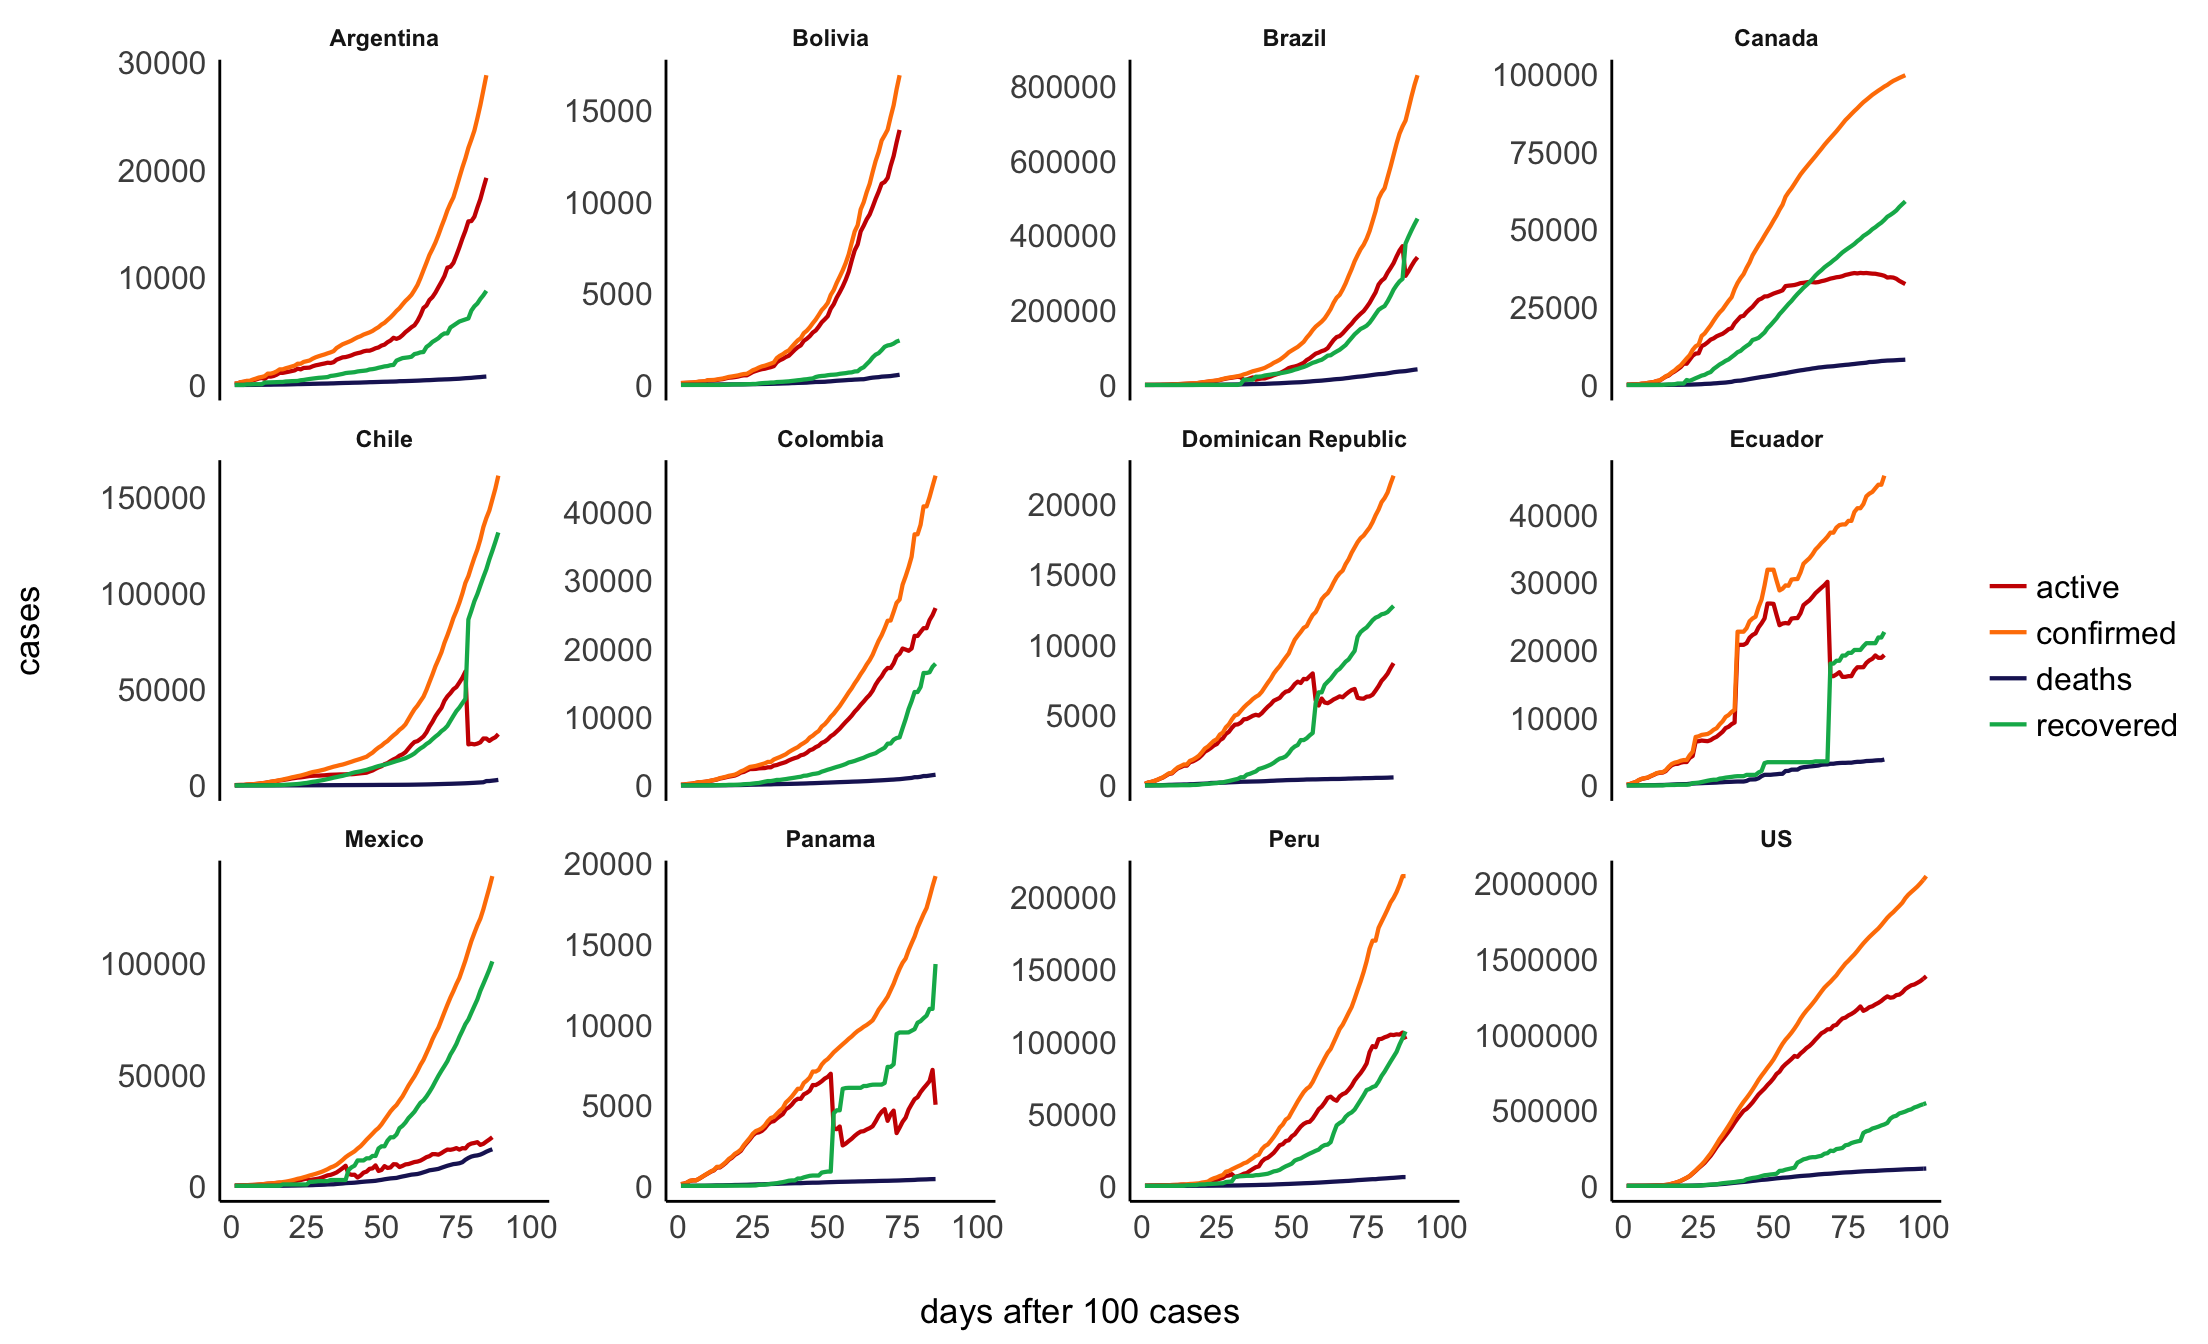 Argentina
Bolivia
Brazil
Canada
30000
20000
10000
0
15000
10000
5000
0
800000
600000
400000
200000
0
100000
75000
50000
25000
0
Chile
Colombia
Dominican Republic
Ecuador
150000
100000
50000
0
40000
30000
20000
10000
0
20000
15000
10000
5000
0
40000
30000
20000
10000
0
cases
active
confirmed
deaths
recovered
Mexico
Panama
Peru
US
100000
50000
0
20000
15000
10000
5000
0
200000
150000
100000
50000
0
2000000
1500000
1000000
500000
0
0 25 50 75 100
0 25 50 75 100
0 25 50 75 100
0 25 50 75 100
days after 100 cases